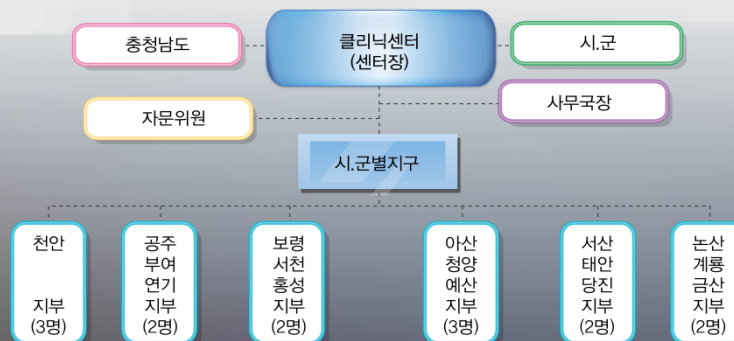 충청남도
클리닉센터
(센터장)
시.군
자문위원
사무국장
시.군별지구
천안
지부
(3명)
공주
부여
연기
지부
(2명)
보령
서천
홍성
지부
(2명)
아산
청양
예산
지부
(3명)
서산
태안
당진
지부
(2명)
논산
계룡
금산
지부
(2명)